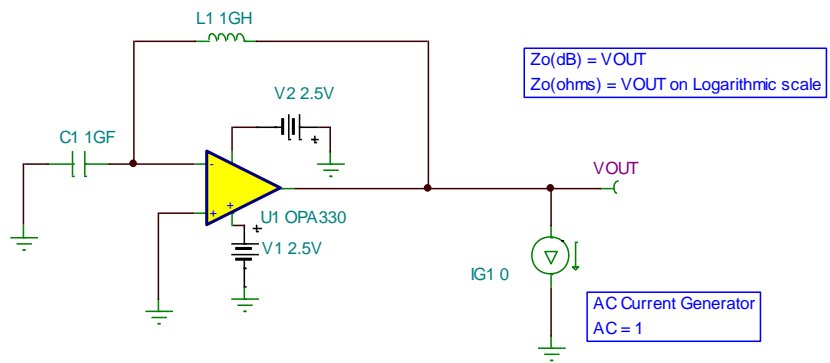 L1 1GH
Zo(dB) = VOUT
Zo(ohms) = VOUT on Logarithmic scale
V2 2.5V
+
C1 1GF
-
+
+
U1 OPA330
+
V1 2.5V
VOUT
IG1 0
AC Current Generator
AC = 1